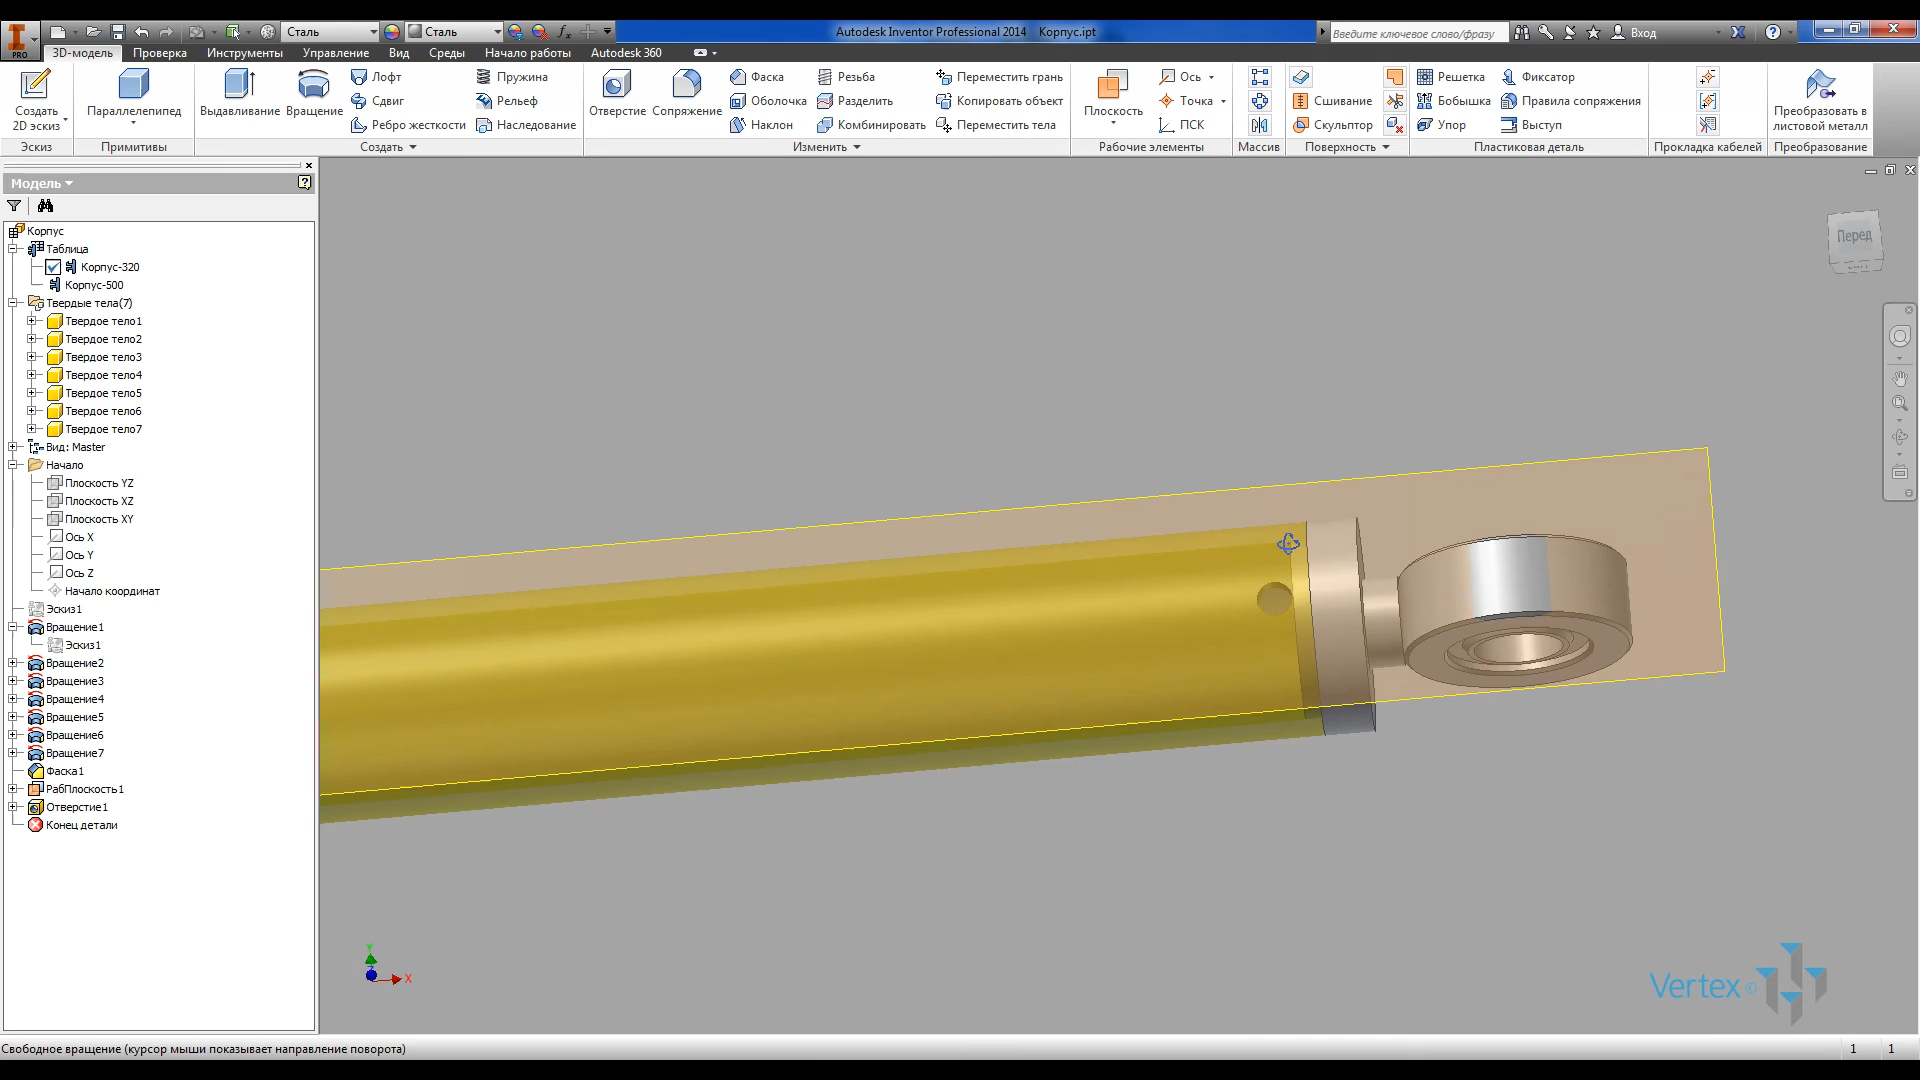 Сталь
Сталь
Autodesk Inventor Professional 2014 Корпус.ipt
Введите ключевое слово/фразу
Вход
PRO
3D-модель
Проверка
Инструменты
Управление
Вид
Среды
Начало работы
Autodesk 360
Создать
2D эскиз
Параллелепипед
Выдавливание
Вращение
Лофт
Сдвиг
Ребро жесткости
Пружина
Рельеф
Наследование
Отверстие
Сопряжение
Фаска
Оболочка
Наклон
Резьба
Разделить
Комбинировать
Переместить грань
Копировать объект
Переместить тела
Плоскость
Ось
Точка
ПСК
Сшивание
Скульптор
Решетка
Бобышка
Упор
Фиксатор
Правила сопряжения
Выступ
Преобразовать в
листовой металл
Эскиз
Примитивы
Создать
Изменить
Рабочие элементы
Массив
Поверхность
Пластиковая деталь
Прокладка кабелей
Преобразование
Модель
Корпус
Таблица
Корпус-320
Корпус-500
Твердые тела(7)
Твердое тело1
Твердое тело2
Твердое тело3
Твердое тело4
Твердое тело5
Твердое тело6
Твердое тело7
Вид: Master
Начало
Плоскость YZ
Плоскость XZ
Плоскость XY
Ось X
Ось Y
Ось Z
Начало координат
Эскиз1
Вращение1
Эскиз1
Вращение2
Вращение3
Вращение4
Вращение5
Вращение6
Вращение7
Фаска1
РабПлоскость1
Отверстие1
Конец детали
Перед
Y
Z
X
Vertex
Свободное вращение (курсор мыши показывает направление поворота)
1 1